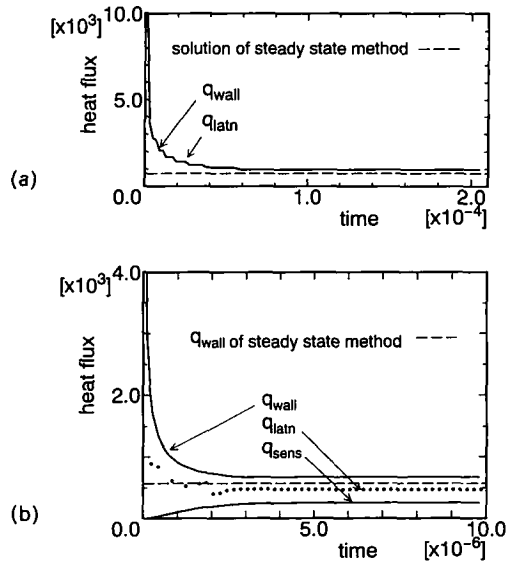 10.0
[x10³]
solution of steady state method
heat flux
5.0
q_wall
q_latn
(a)
0.0
1.0
2.0
time
[x10⁻⁴]
4.0
[x10³]
q_wall of steady state method
heat flux
2.0
q_wall
q_latn
q_sens
(b)
0.0
5.0
10.0
time
[x10⁻⁶]